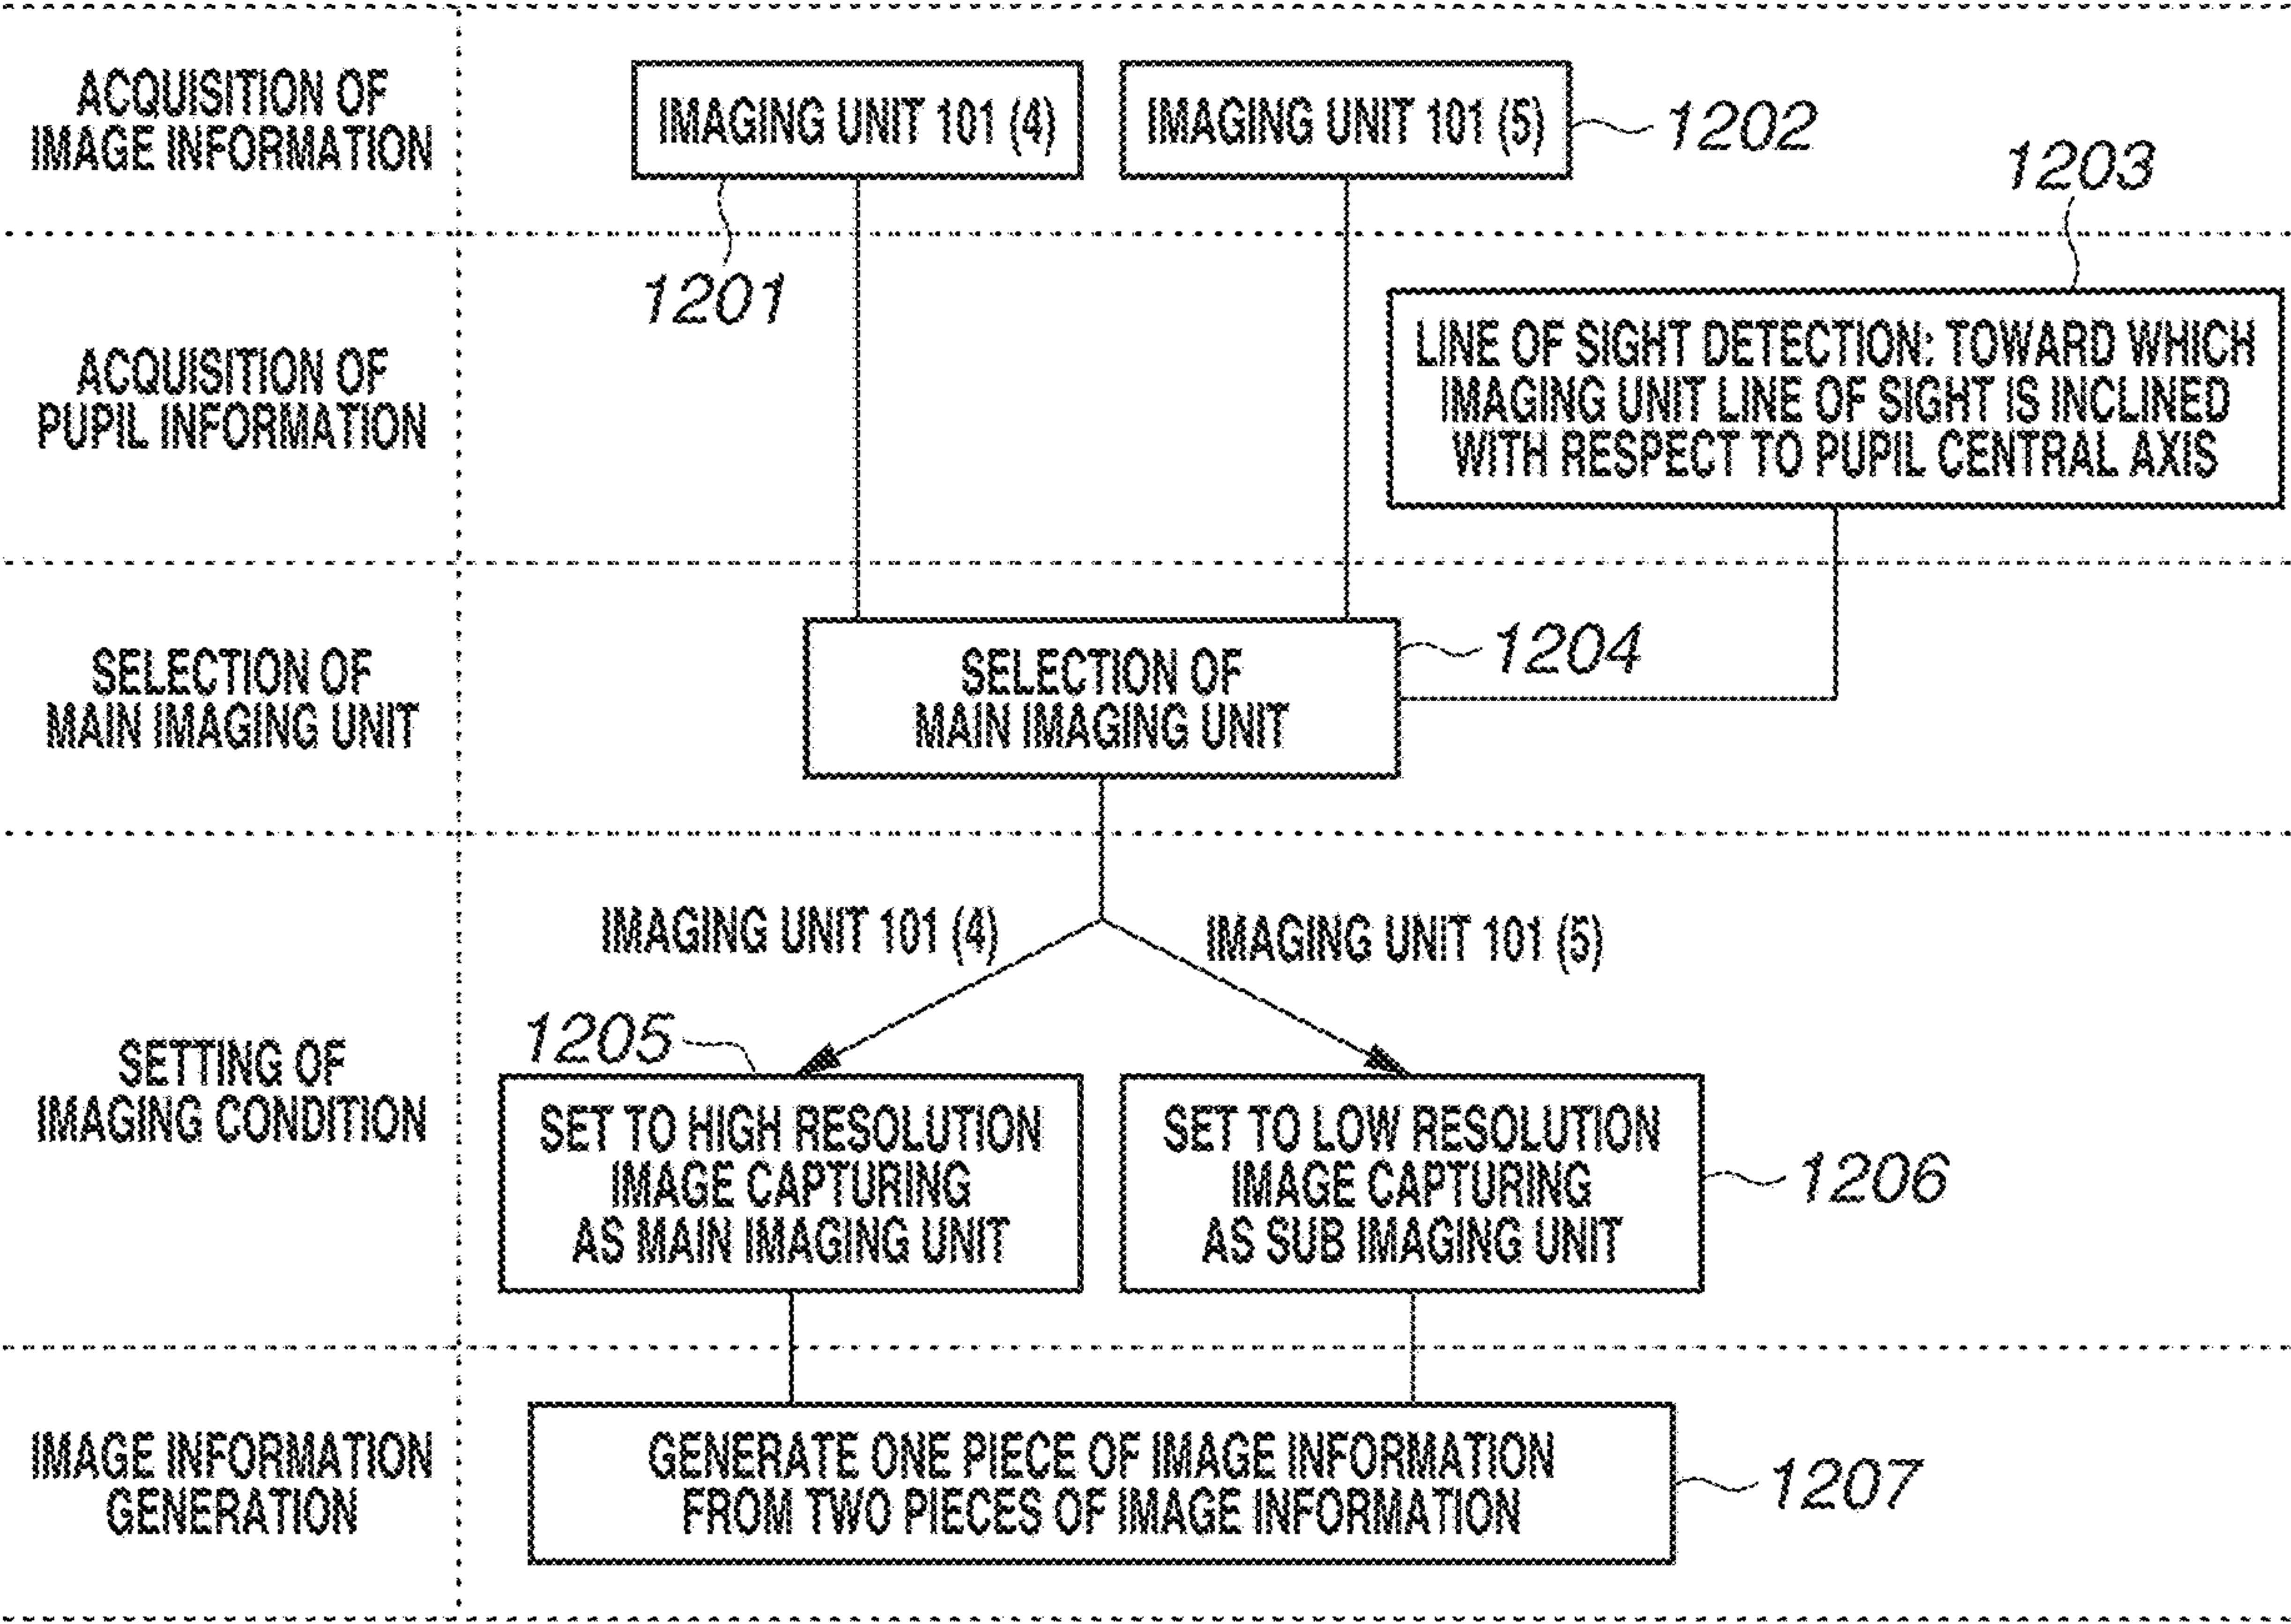 ACQUISITION OF
IMAGE INFORMATION
IMAGING UNIT 101 (4)
IMAGING UNIT 101 (5)
1202
1203
1201
ACQUISITION OF
PUPIL INFORMATION
LINE OF SIGHT DETECTION: TOWARD WHICH
IMAGING UNIT LINE OF SIGHT IS INCLINED
WITH RESPECT TO PUPIL CENTRAL AXIS
SELECTION OF
MAIN IMAGING UNIT
SELECTION OF
MAIN IMAGING UNIT
1204
SETTING OF
IMAGING CONDITION
IMAGING UNIT 101 (4)
IMAGING UNIT 101 (5)
1205
SET TO HIGH RESOLUTION
IMAGE CAPTURING
AS MAIN IMAGING UNIT
SET TO LOW RESOLUTION
IMAGE CAPTURING
AS SUB IMAGING UNIT
1206
IMAGE INFORMATION
GENERATION
GENERATE ONE PIECE OF IMAGE INFORMATION
FROM TWO PIECES OF IMAGE INFORMATION
1207